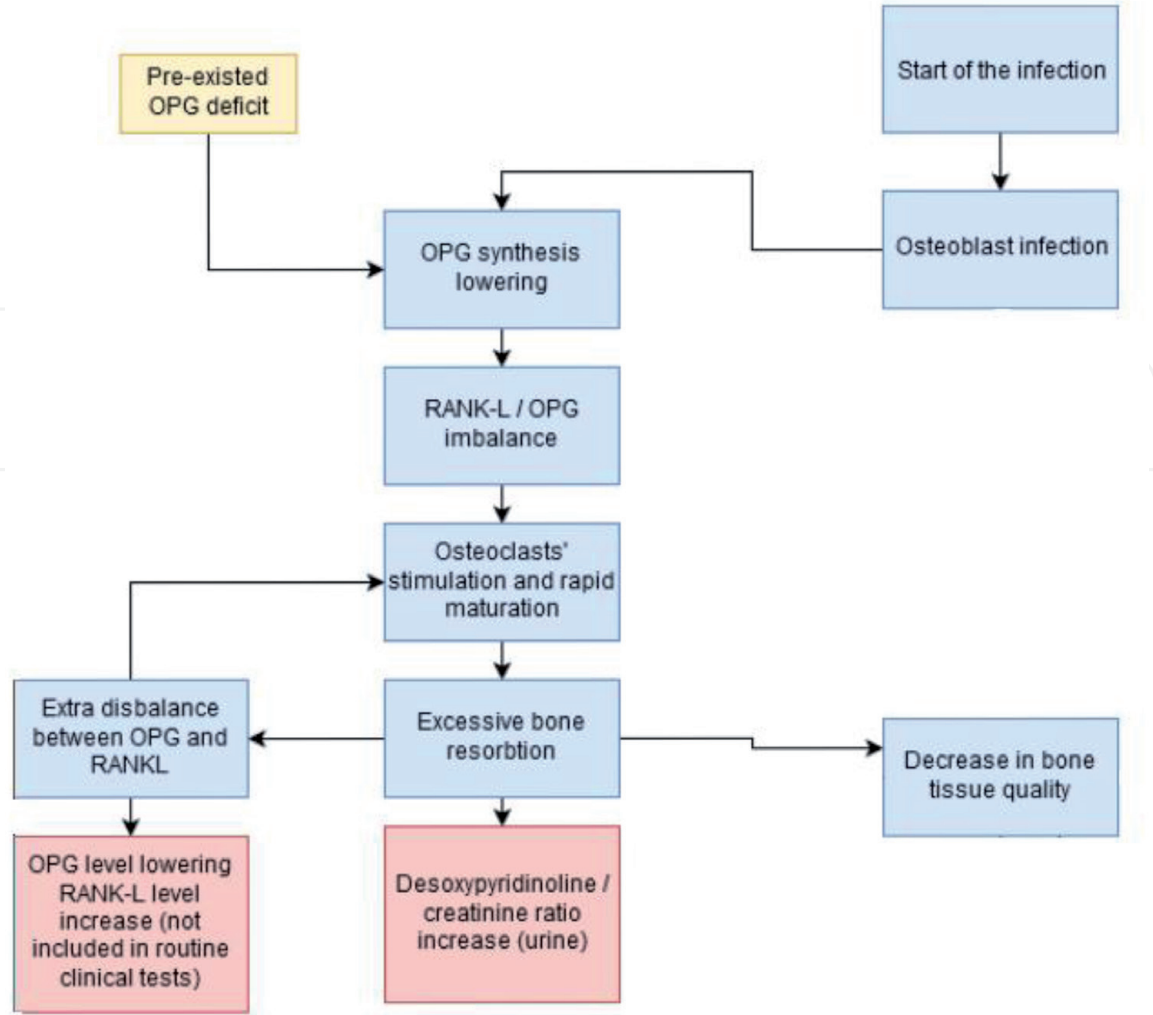 Pre-existed
OPG deficit
Start of the infection
Osteoblast infection
OPG synthesis
lowering
RANK-L / OPG
imbalance
Osteoclasts'
stimulation and rapid
maturation
Extra disbalance
between OPG and
RANKL
Excessive bone
resorbtion
Decrease in bone
tissue quality
OPG level lowering
RANK-L level
increase (not
included in routine
clinical tests)
Desoxypyridinoline /
creatinine ratio
increase (urine)